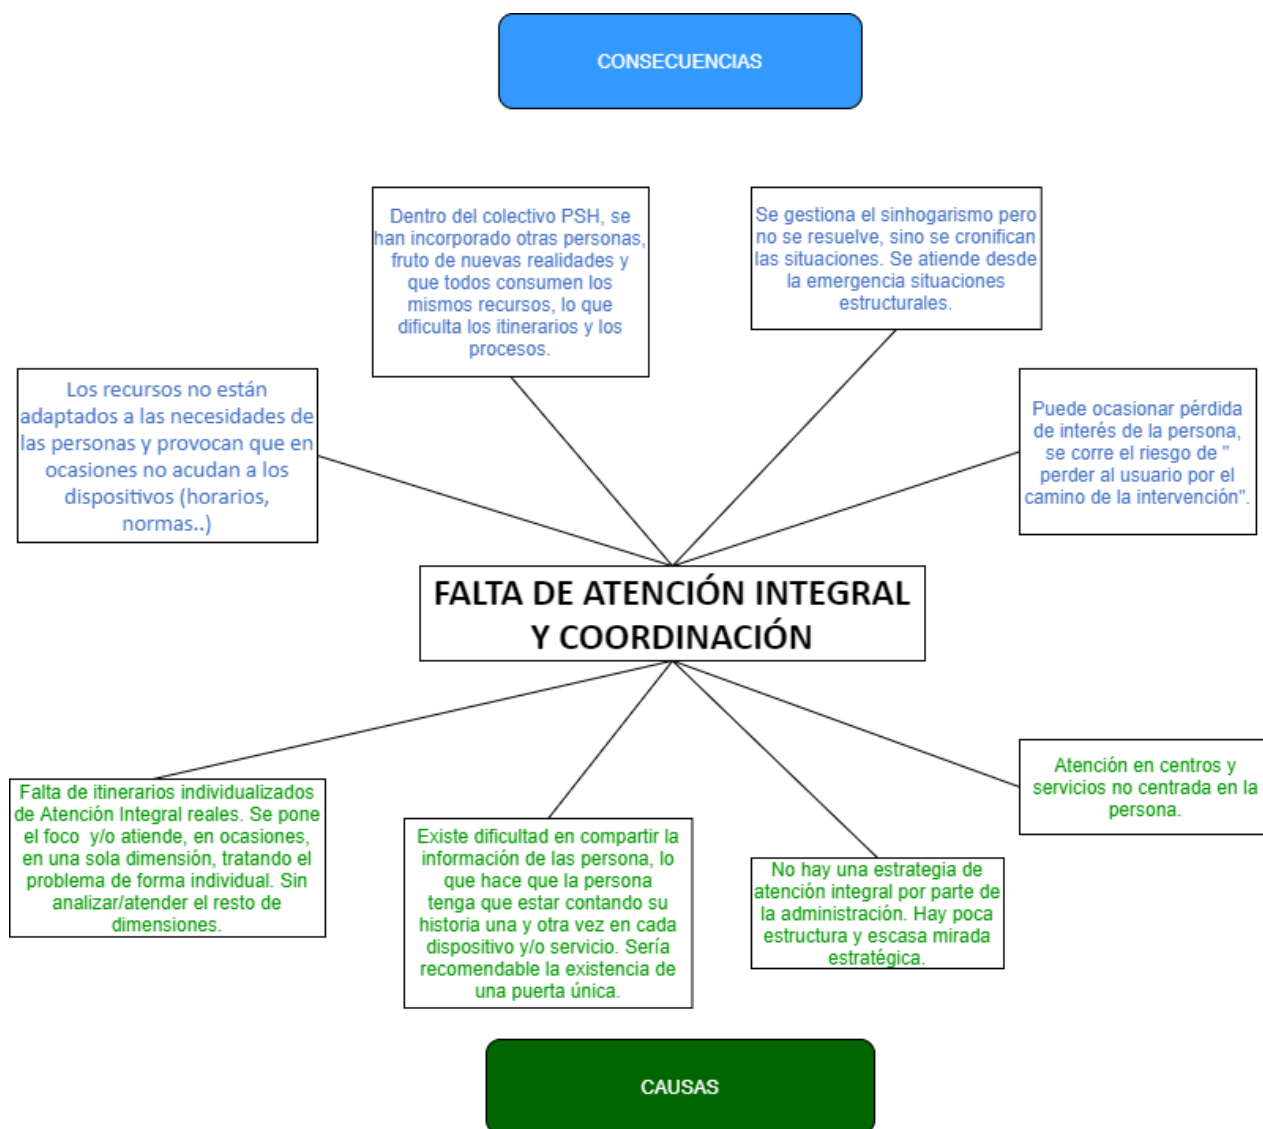 CONSECUENCIAS
Dentro del colectivo PSH, se
han incorporado otras personas,
fruto de nuevas realidades y
que todos consumen los
mismos recursos, lo que
dificulta los itinerarios y los
procesos.
Se gestiona el sinhogarismo pero
no se resuelve, sino se cronifican
las situaciones. Se atiende desde
la emergencia situaciones
estructurales.
Los recursos no están
adaptados a las necesidades de
las personas y provocan que en
ocasiones no acudan a los
dispositivos (horarios,
normas..)
Puede ocasionar pérdida
de interés de la persona,
se corre el riesgo de "
perder al usuario por el
camino de la intervención".
FALTA DE ATENCIÓN INTEGRAL
Y COORDINACIÓN
Falta de itinerarios individualizados
de Atención Integral reales. Se pone
el foco  y/o atiende, en ocasiones,
en una sola dimensión, tratando el
problema de forma individual. Sin
analizar/atender el resto de
dimensiones.
Existe dificultad en compartir la
información de las persona, lo
que hace que la persona
tenga que estar contando su
historia una y otra vez en cada
dispositivo y/o servicio. Sería
recomendable la existencia de
una puerta única.
No hay una estrategia de
atención integral por parte de
la administración. Hay poca
estructura y escasa mirada
estratégica.
Atención en centros y
servicios no centrada en la
persona.
CAUSAS